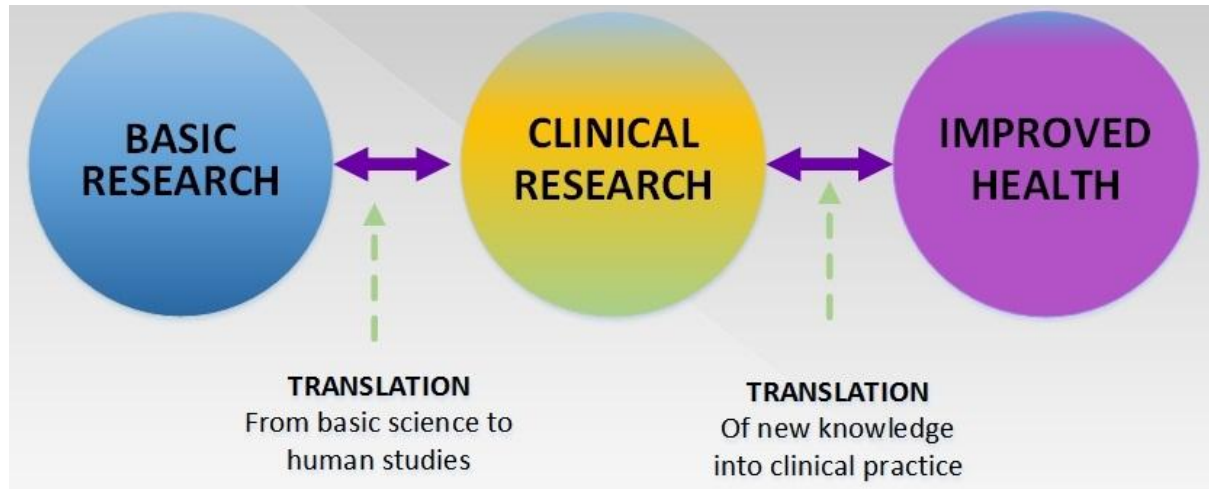 BASIC
RESEARCH
CLINICAL
RESEARCH
IMPROVED
HEALTH
TRANSLATION
From basic science to
human studies
TRANSLATION
Of new knowledge
into clinical practice